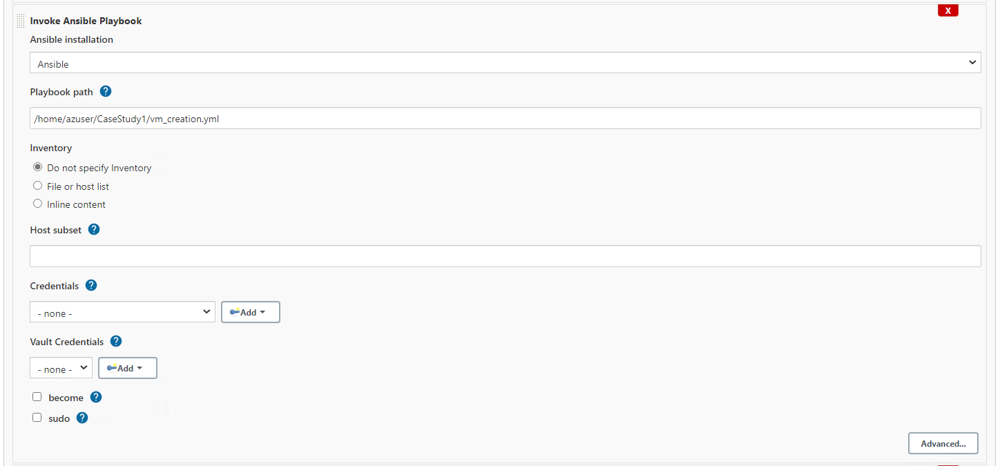 X
Invoke Ansible Playbook
Ansible installation
Ansible
Playbook path ?
/home/azuser/CaseStudy1/vm_creation.yml
Inventory
Do not specify Inventory
File or host list
Inline content
Host subset ?
Credentials ?
- none - Add
Vault Credentials ?
- none - Add
become ?
sudo ?
Advanced...